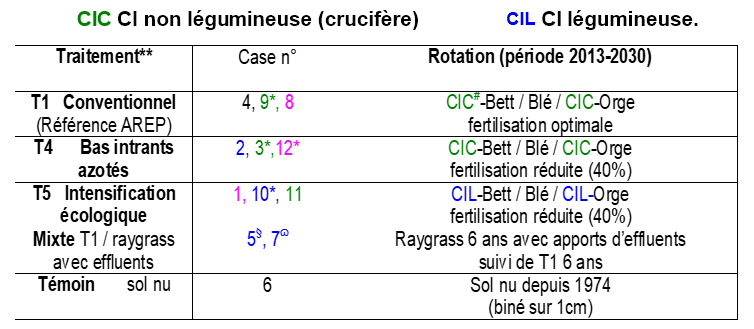 CIC CI non légumineuse (crucifère) CIL CI légumineuse.
Traitement** Case n° Rotation (période 2013-2030)
T1 Conventionnel 4, 9*, 8 CIC#-Bett / Blé / CIC-Orge
(Référence AREP) fertilisation optimale
T4 Bas intrants 2, 3*,12* CIC-Bett / Blé / CIC-Orge
azotés fertilisation réduite (40%)
T5 Intensification 1, 10*, 11 CIL-Bett / Blé / CIL-Orge
écologique fertilisation réduite (40%)
Mixte T1 / raygrass 5§, 7ϖ Raygrass 6 ans avec apports d'effluents
avec effluents suivi de T1 6 ans
Témoin sol nu 6 Sol nu depuis 1974
(biné sur 1cm)